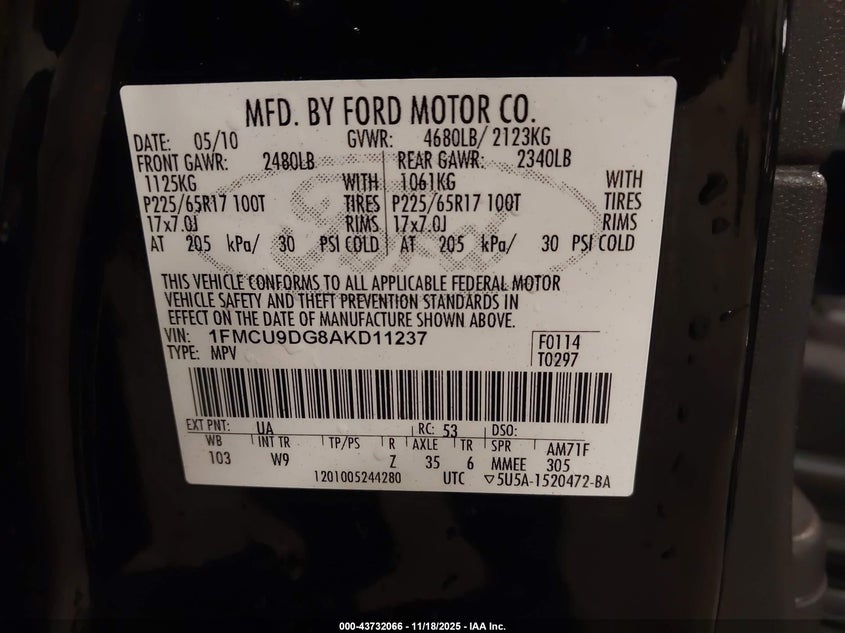 MFD. BY FORD MOTOR CO.
DATE: 05/10 GVWR: 4680LB/ 2123KG
FRONT GAWR: 2480LB REAR GAWR: 2340LB
1125KG WITH 1061KG WITH
P225/65R17 100T TIRES P225/65R17 100T TIRES
17x7.0J RIMS 17x7.0J RIMS
AT 205 kPa/ 30 PSI COLD AT 205 kPa/ 30 PSI COLD
Ford
THIS VEHICLE CONFORMS TO ALL APPLICABLE FEDERAL MOTOR
VEHICLE SAFETY AND THEFT PREVENTION STANDARDS IN
EFFECT ON THE DATE OF MANUFACTURE SHOWN ABOVE.
VIN: 1FMCU9DG8AKD11237 F0114
TYPE: MPV T0297
EXT PNT: UA RC: 53 DSO:
WB INT TR TP/PS R AXLE TR SPR AM71F
103 W9 Z 35 6 MMEE 305
1201005244280 UTC ▽5U5A-1520472-BA
000-43732066 - 11/18/2025 - IAA Inc.